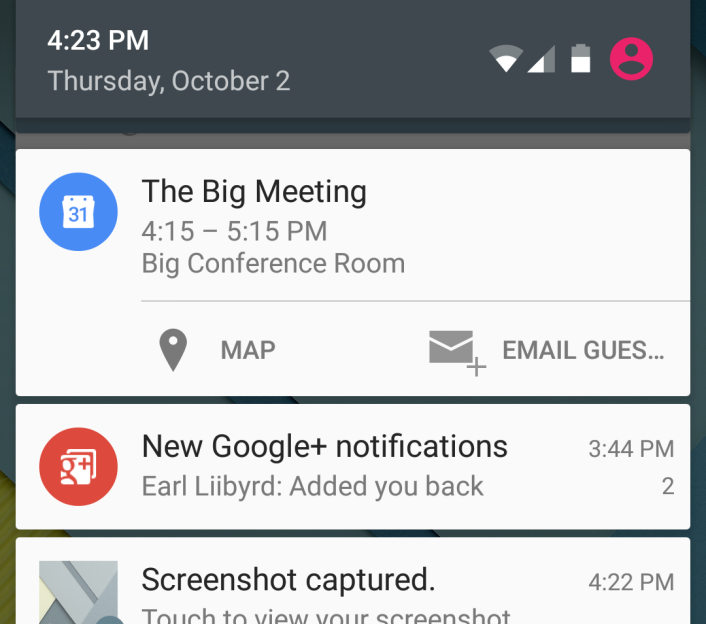 4:23 PM
Thursday, October 2
The Big Meeting
31
4:15 – 5:15 PM
Big Conference Room
MAP
EMAIL GUES...
New Google+ notifications
3:44 PM
Earl Liibyrd: Added you back
2
Screenshot captured.
4:22 PM
Touch to view your screenshot